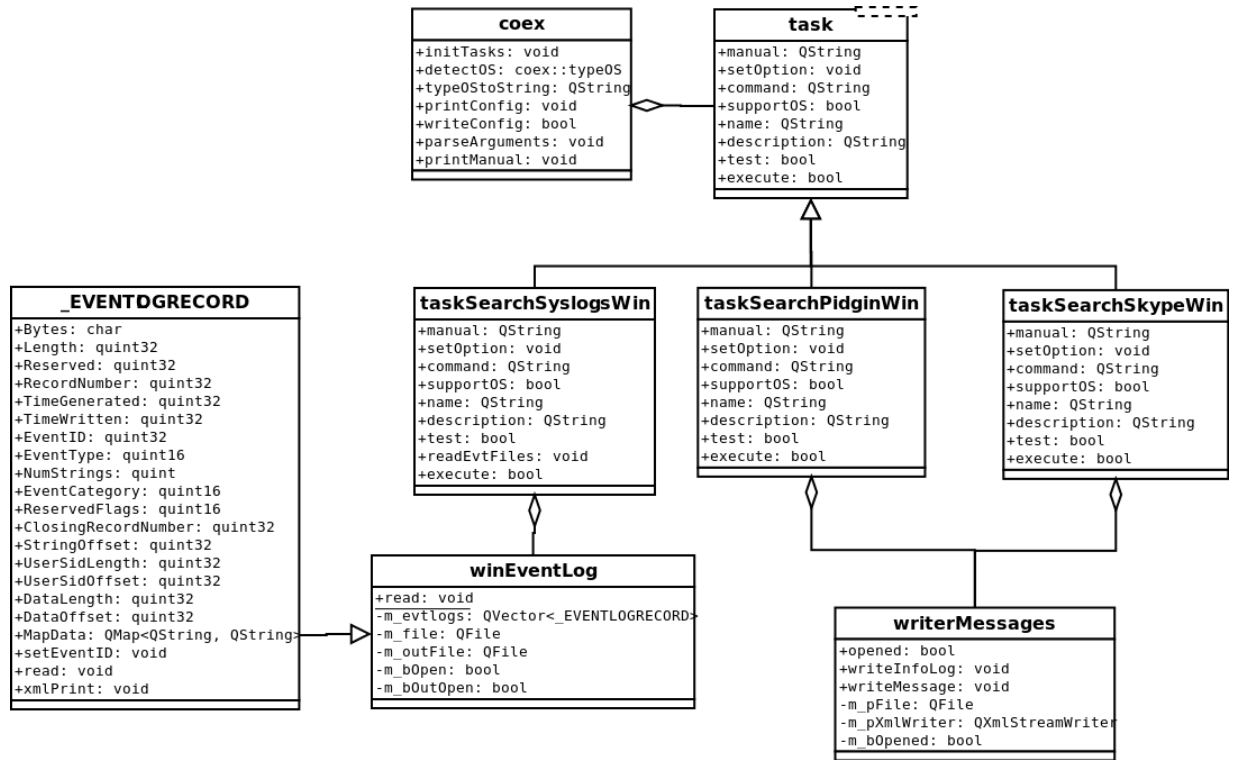 coex
+initTasks: void
+detectOS: coex::typeOS
+typeOStoString: QString
+printConfig: void
+writeConfig: bool
+parseArguments: void
+printManual: void
task
+manual: QString
+setOption: void
+command: QString
+supportOS: bool
+name: QString
+description: QString
+test: bool
+execute: bool
_EVENTLOGRECORD
+Bytes: char
+Length: quint32
+Reserved: quint32
+RecordNumber: quint32
+TimeGenerated: quint32
+TimeWritten: quint32
+EventID: quint32
+EventType: quint16
+NumStrings: quint
+EventCategory: quint16
+ReservedFlags: quint16
+ClosingRecordNumber: quint32
+StringOffset: quint32
+UserSidLength: quint32
+UserSidOffset: quint32
+DataLength: quint32
+DataOffset: quint32
+MapData: QMap<QString, QString>
+setEventID: void
+read: void
+xmlPrint: void
taskSearchSyslogsWin
+manual: QString
+setOption: void
+command: QString
+supportOS: bool
+name: QString
+description: QString
+test: bool
+readEvtFiles: void
+execute: bool
taskSearchPidginWin
+manual: QString
+setOption: void
+command: QString
+supportOS: bool
+name: QString
+description: QString
+test: bool
+execute: bool
taskSearchSkypeWin
+manual: QString
+setOption: void
+command: QString
+supportOS: bool
+name: QString
+description: QString
+test: bool
+execute: bool
winEventLog
+read: void
-m_evtlogs: QVector<_EVENTLOGRECORD>
-m_file: QFile
-m_outFile: QFile
-m_bOpen: bool
-m_bOutOpen: bool
writerMessages
+opened: bool
+writeInfoLog: void
+writeMessage: void
-m_pFile: QFile
-m_pXmlWriter: QXmlStreamWriter
-m_bOpened: bool